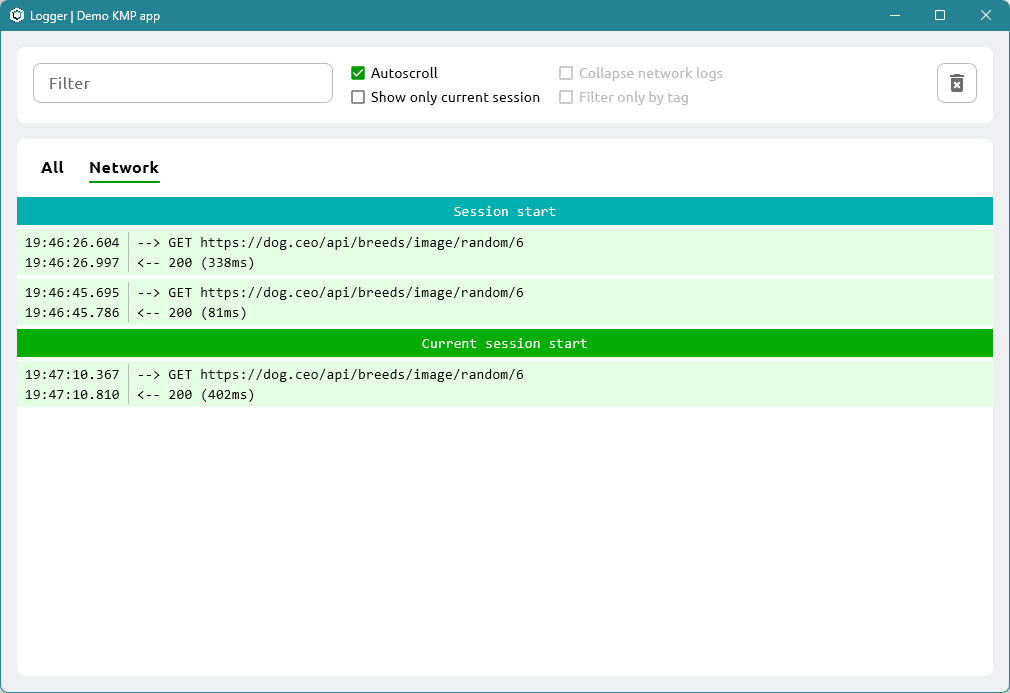 Logger | Demo KMP app
Filter
Autoscroll
Show only current session
Collapse network logs
Filter only by tag
All
Network
Session start
19:46:26.604 --> GET https://dog.ceo/api/breeds/image/random/6
19:46:26.997 <-- 200 (338ms)
19:46:45.695 --> GET https://dog.ceo/api/breeds/image/random/6
19:46:45.786 <-- 200 (81ms)
Current session start
19:47:10.367 --> GET https://dog.ceo/api/breeds/image/random/6
19:47:10.810 <-- 200 (402ms)